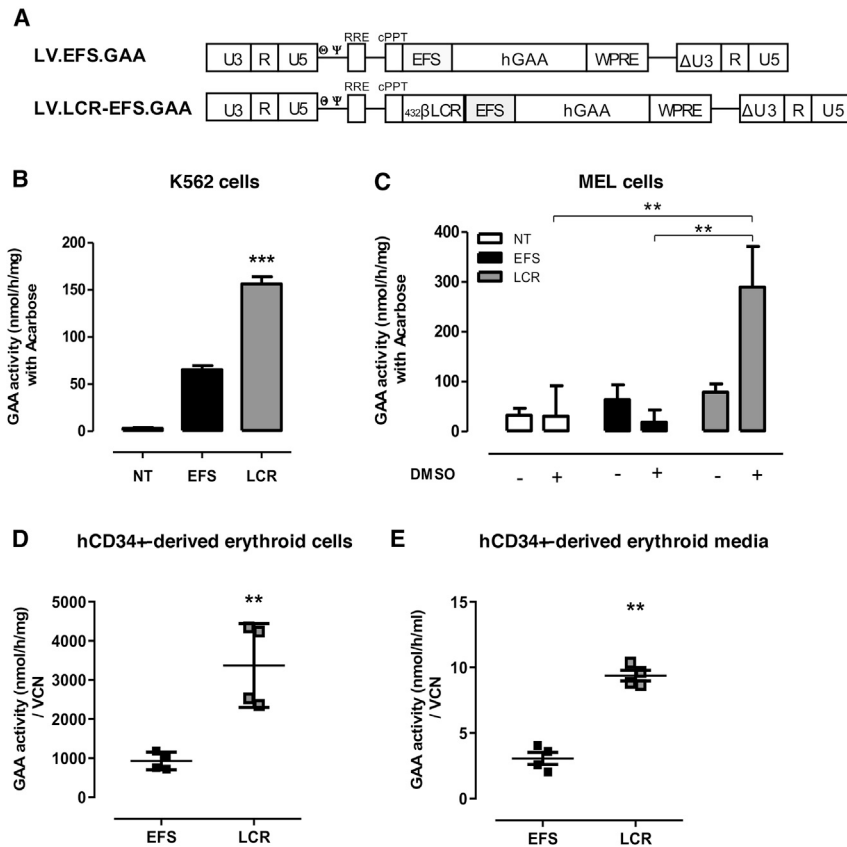 A
LV.EFS.GAA
U3 R U5 Θ Ψ RRE cPPT EFS hGAA WPRE ΔU3 R U5
LV.LCR-EFS.GAA
U3 R U5 Θ Ψ RRE cPPT 432βLCR EFS hGAA WPRE ΔU3 R U5
B
K562 cells
GAA activity (nmol/h/mg)
with Acarbose
200
150
100
50
0
***
NT EFS LCR
C
MEL cells
GAA activity (nmol/h/mg)
with Acarbose
400
300
200
100
0
NT
EFS
LCR
**
**
DMSO - + - + - +
D
hCD34+-derived erythroid cells
GAA activity (nmol/h/mg)
/ VCN
5000
4000
3000
2000
1000
0
**
EFS LCR
E
hCD34+-derived erythroid media
GAA activity (nmol/h/ml)
/ VCN
15
10
5
0
**
EFS LCR